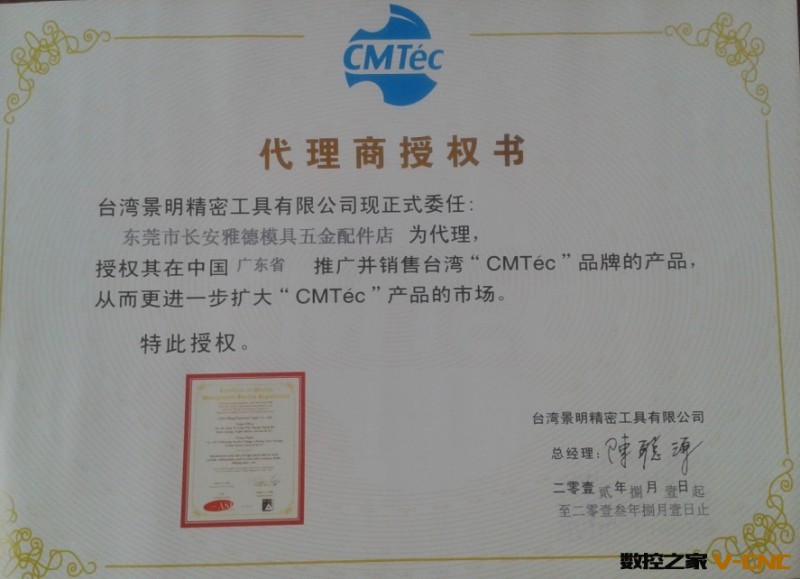 CMTéc
代理商授权书
台湾景明精密工具有限公司现正式委任:
东莞市长安雅德模具五金配件店 为代理,
授权其在中国 广东省 推广并销售台湾“CMTéc”品牌的产品,
从而更进一步扩大“CMTéc”产品的市场。
特此授权。
台湾景明精密工具有限公司
总经理:
二零壹贰年捌月壹日起
至二零壹叁年捌月壹日止
数控之家 V-CNC